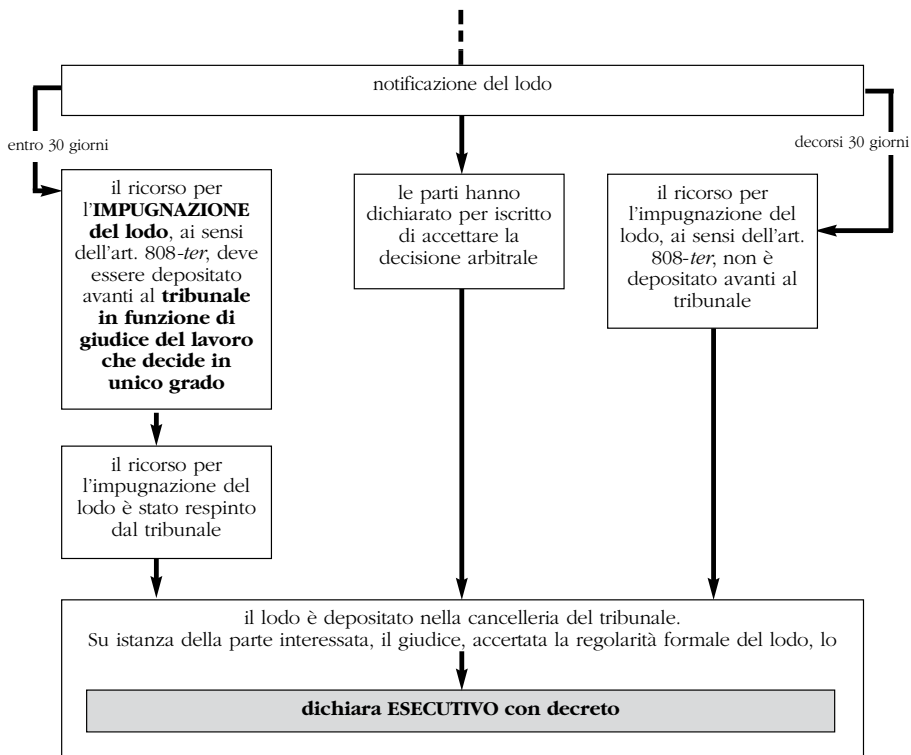 notificazione del lodo
entro 30 giorni
decorsi 30 giorni
il ricorso per
l'IMPUGNAZIONE
del lodo, ai sensi
dell'art. 808-ter, deve
essere depositato
avanti al tribunale
in funzione di
giudice del lavoro
che decide in
unico grado
le parti hanno
dichiarato per iscritto
di accettare la
decisione arbitrale
il ricorso per
l'impugnazione del
lodo, ai sensi dell'art.
808-ter, non è
depositato avanti al
tribunale
il ricorso per
l'impugnazione del
lodo è stato respinto
dal tribunale
il lodo è depositato nella cancelleria del tribunale.
Su istanza della parte interessata, il giudice, accertata la regolarità formale del lodo, lo
dichiara ESECUTIVO con decreto